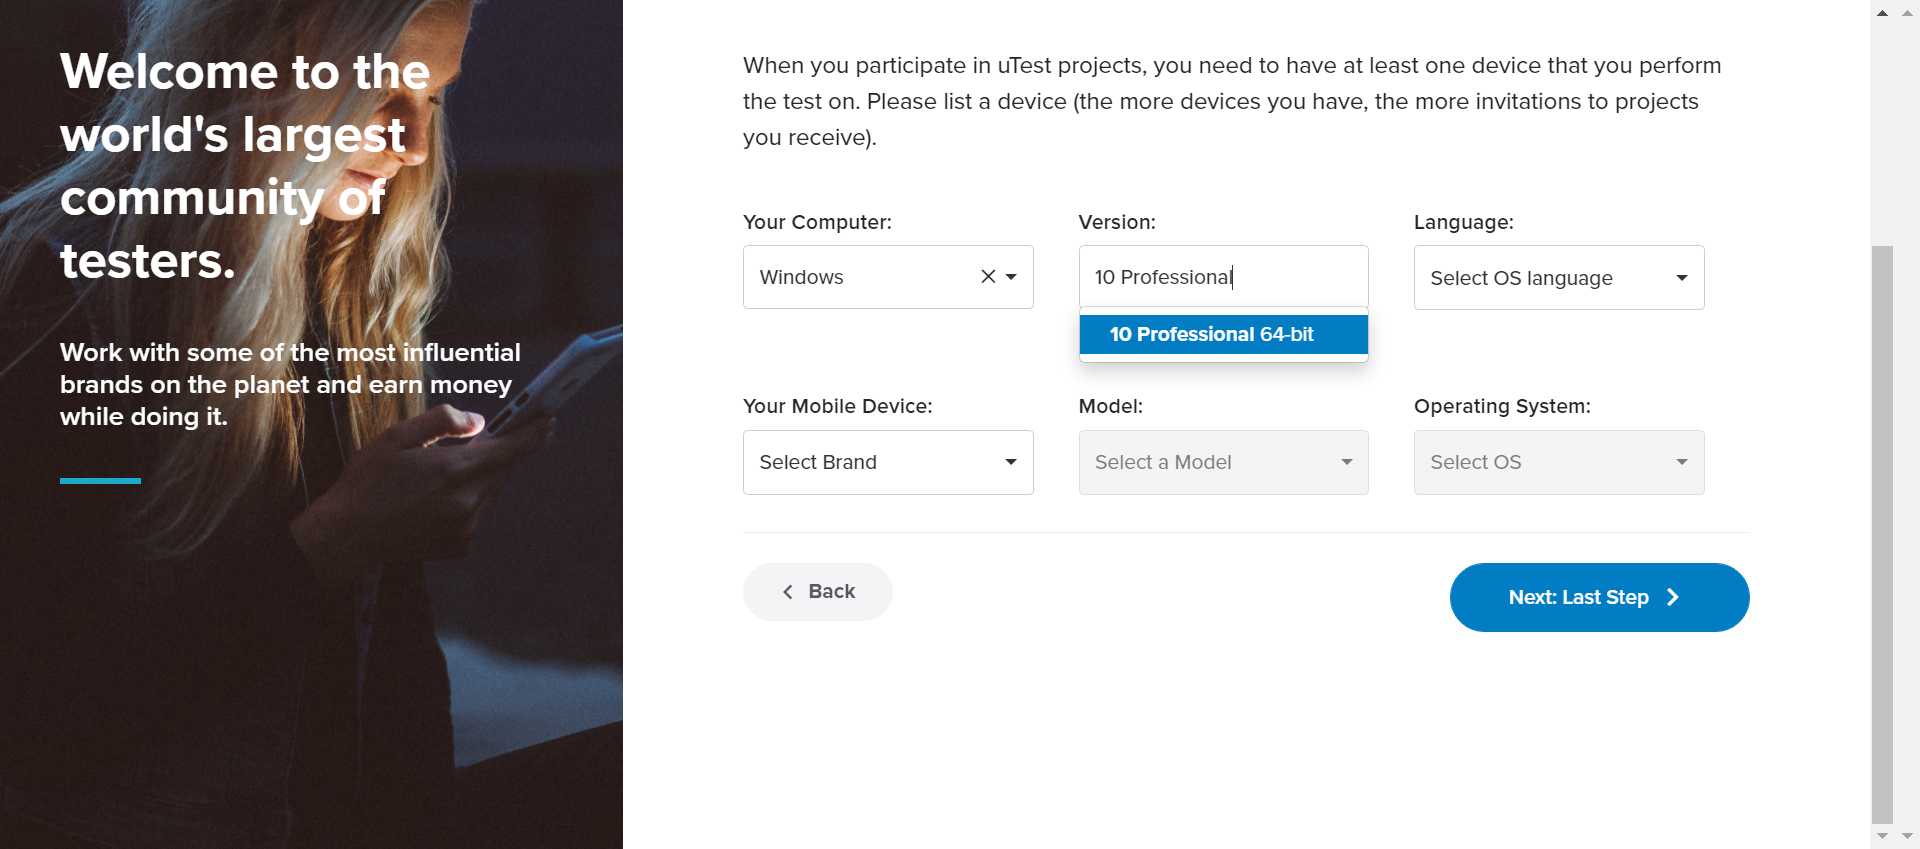 Welcome to the
world's largest
community of
testers.
Work with some of the most influential
brands on the planet and earn money
while doing it.
When you participate in uTest projects, you need to have at least one device that you perform
the test on. Please list a device (the more devices you have, the more invitations to projects
you receive).
Your Computer:
Version:
Language:
Windows
10 Professional
Select OS language
10 Professional 64-bit
Your Mobile Device:
Model:
Operating System:
Select Brand
Select a Model
Select OS
Back
Next: Last Step